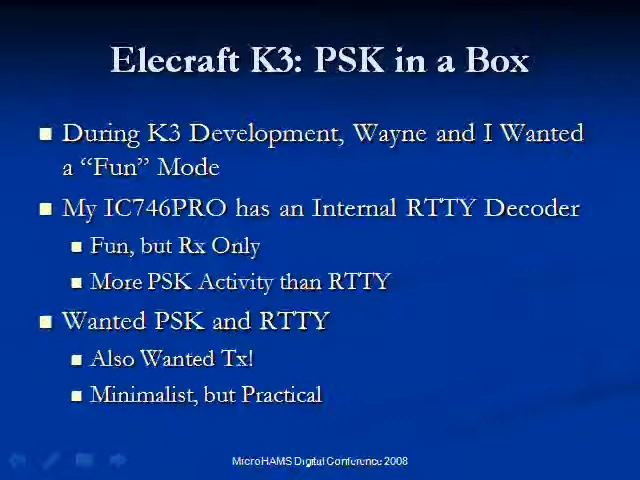 Elecraft K3: PSK in a Box
During K3 Development, Wayne and I Wanted
a “Fun” Mode
My IC746PRO has an Internal RTTY Decoder
Fun, but Rx Only
More PSK Activity than RTTY
Wanted PSK and RTTY
Also Wanted Tx!
Minimalist, but Practical
MicroHAMS Digital Conference 2008